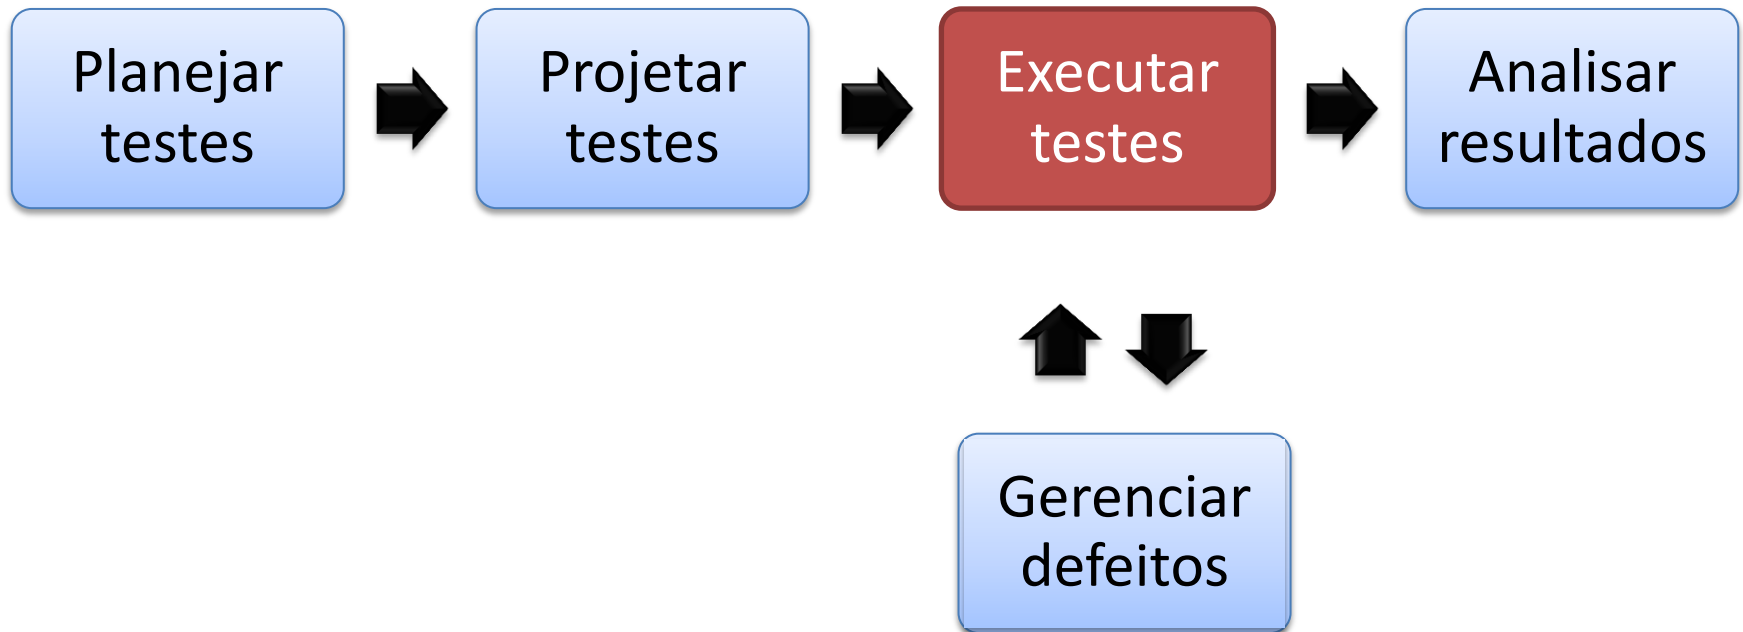 Planejar
testes
Projetar
testes
Executar
testes
Analisar
resultados
Gerenciar
defeitos